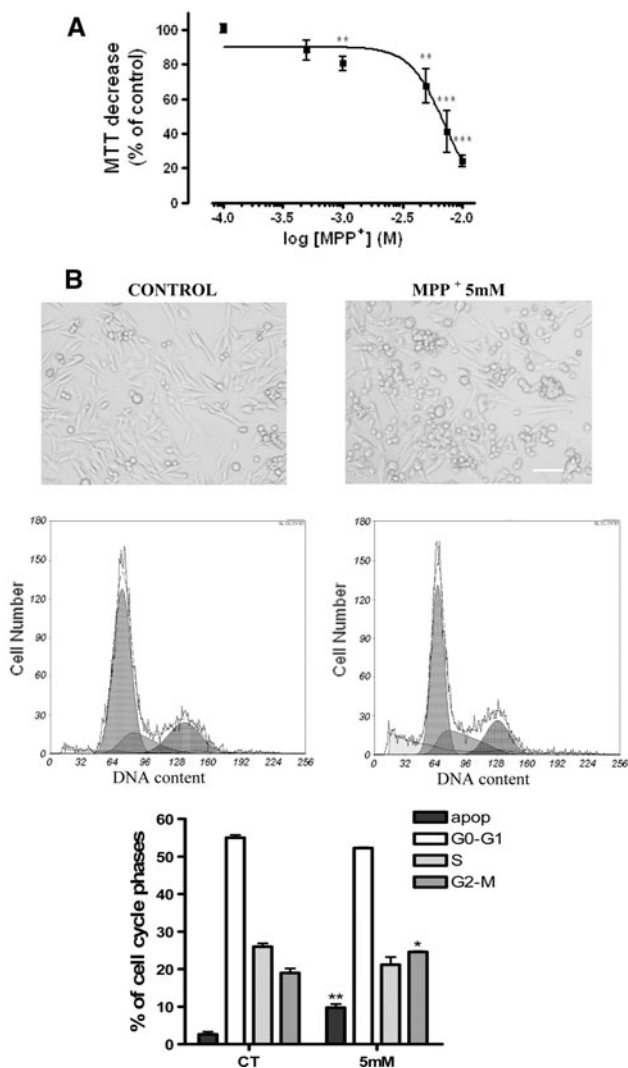 A
MTT decrease
(% of control)
100
80
60
40
20
0
**
**
***
***
-4.0 -3.5 -3.0 -2.5 -2.0
log [MPP+] (M)
B
CONTROL
MPP + 5mM
Cell Number
180
150
120
90
60
30
0
0 32 64 96 128 160 192 224 256
DNA content
Cell Number
180
150
120
90
60
30
0
0 32 64 96 128 160 192 224 256
DNA content
% of cell cycle phases
60
50
40
30
20
10
0
apop
G0-G1
S
G2-M
**
*
CT
5mM